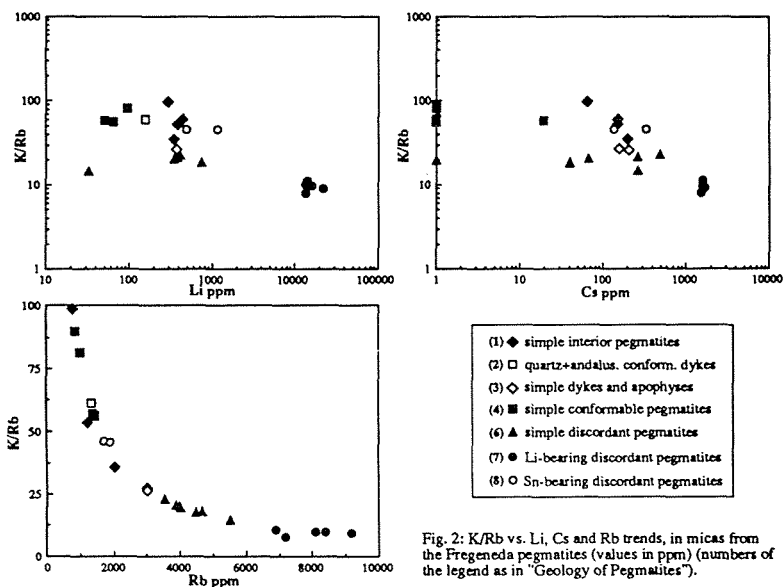 1000
100
10
1
K/Rb
10
100
1000
10000
100000
Li ppm
1000
100
10
1
K/Rb
1
10
100
1000
10000
Cs ppm
100
75
50
25
0
K/Rb
0
2000
4000
6000
8000
10000
Rb ppm
(1) simple interior pegmatites
(2) quartz+andalus. conform. dykes
(3) simple dykes and apophyses
(4) simple conformable pegmatites
(6) simple discordant pegmatites
(7) Li-bearing discordant pegmatites
(8) Sn-bearing discordant pegmatites
Fig. 2: K/Rb vs. Li, Cs and Rb trends, in micas from
the Fregeneda pegmatites (values in ppm) (numbers of
the legend as in "Geology of Pegmatites").